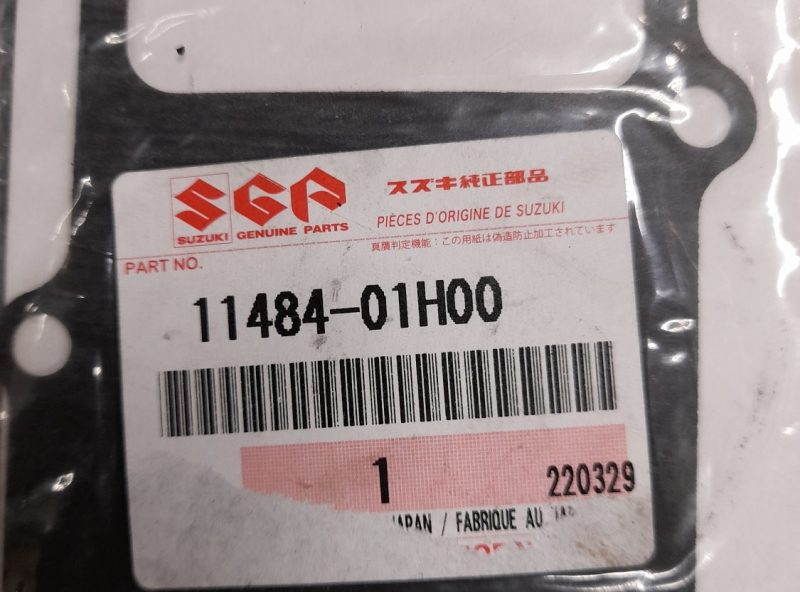 SGP スズキ純正部品
SUZUKI GENUINE PARTS PIÈCES D'ORIGINE DE SUZUKI
真贋判定機能：この用紙は偽造防止加工されています
PART NO.
11484-01H00
1 220329
JAPAN / FABRIQUE AU